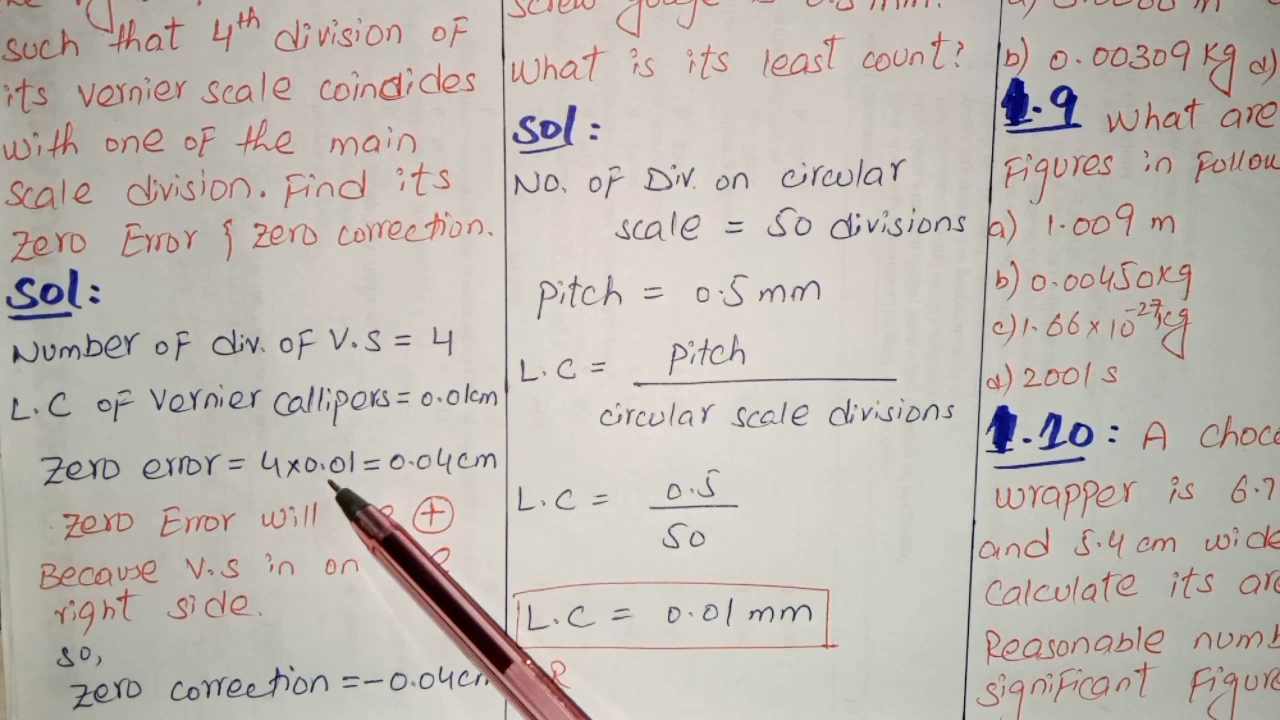 such that 4th division of
its vernier scale coincides
with one of the main
scale division. Find its
zero Error & zero correction.
Sol:
Number of div. of V.S = 4
L.C of Vernier callipers = 0.01cm
zero error = 4x0.01 = 0.04cm
zero Error will
Because V.S in on
right side.
so,
zero correction = -0.04cm
What is its least count?
Sol:
No. of Div. on circular
scale = 50 divisions
pitch = 0.5 mm
L.C = pitch
circular scale divisions
L.C = 0.5
50
L.C = 0.01 mm
b) 0.00309 kg d)
1.9 What are
Figures in Follow
a) 1.009 m
b) 0.00450kg
c) 1.66 x 10-27kg
d) 2001 s
1.10: A choco
wrapper is 6.7
and 5.4 cm wide
calculate its are
Reasonable numb
significant Figure